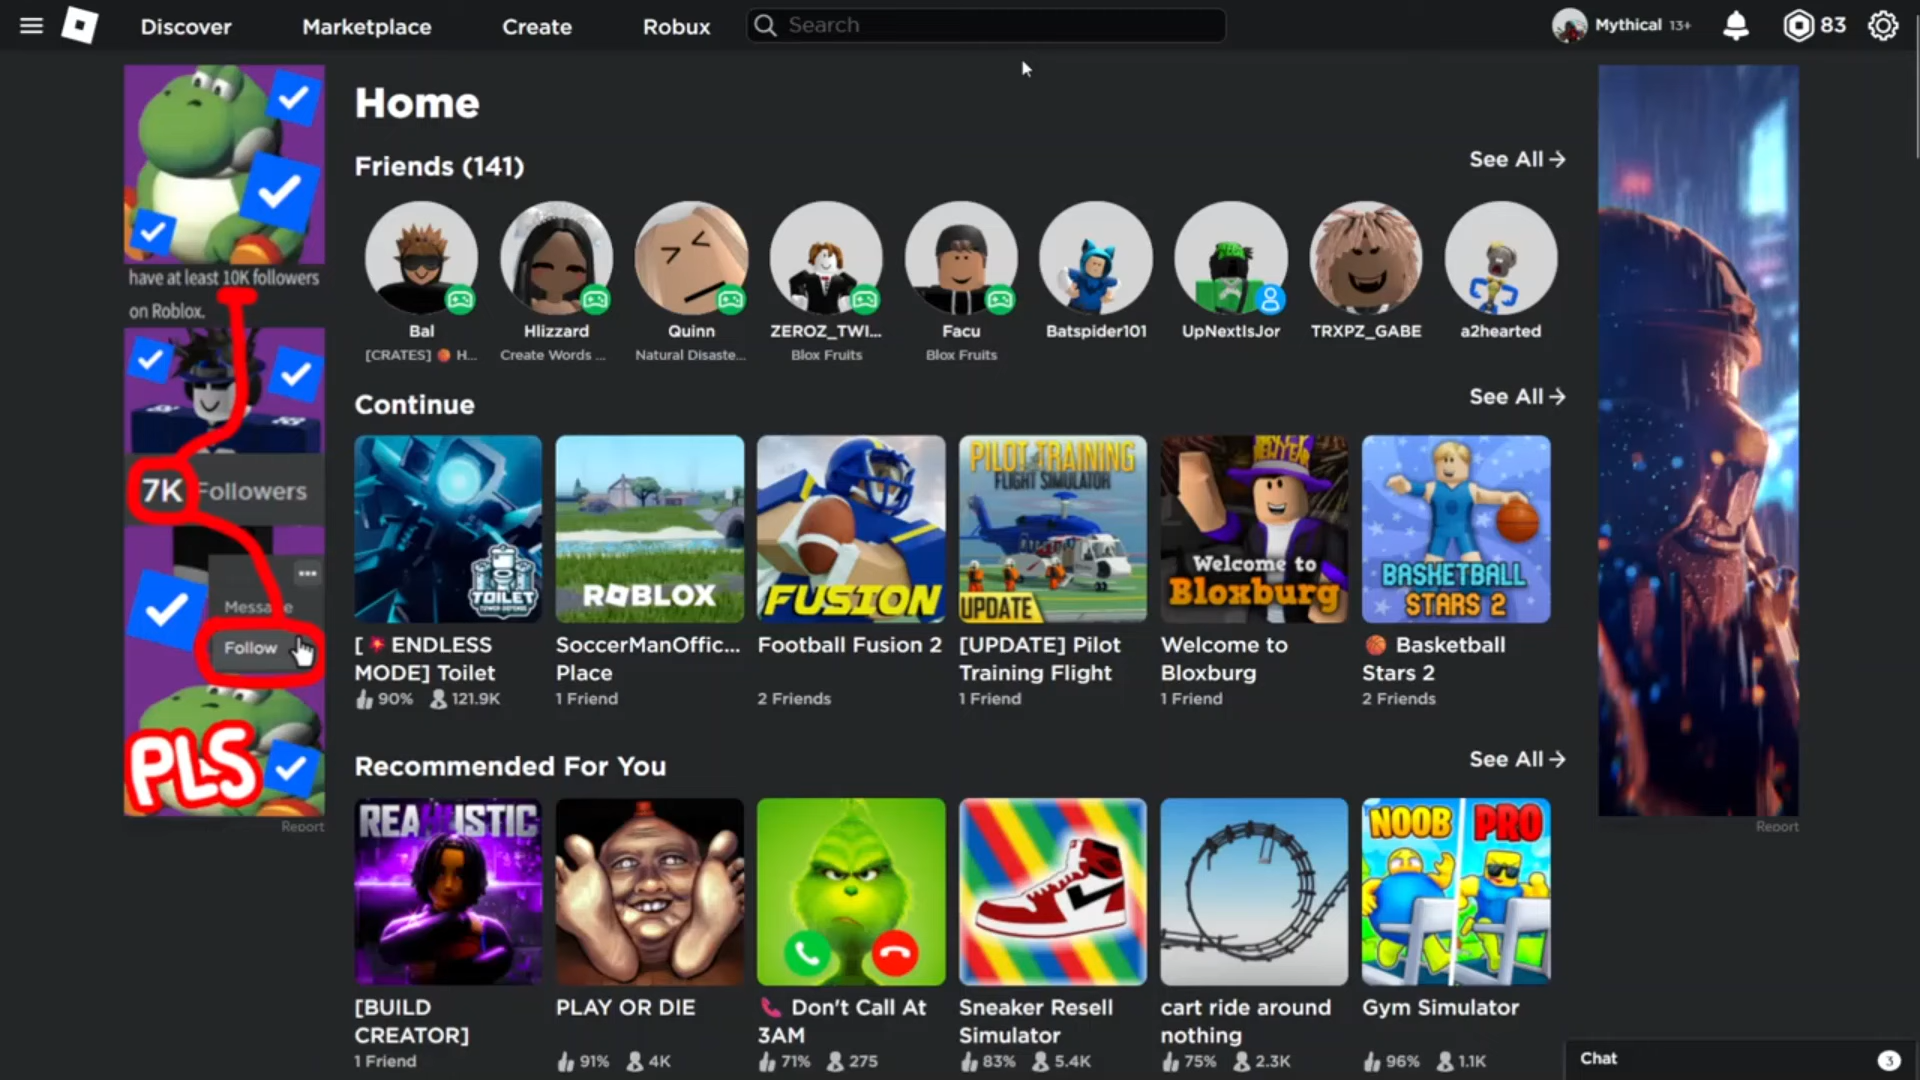 Discover
Marketplace
Create
Robux
Search
Mythical 13+
83
Home
have at least 10K followers
on Roblox.
7K Followers
Message
Follow
PLS
Report
Friends (141)
See All
Bal
[CRATES] 🏀 H...
Hlizzard
Create Words ...
Quinn
Natural Disaste...
ZEROZ_TWI...
Blox Fruits
Facu
Blox Fruits
Batspider101
UpNextIsJor
TRXPZ_GABE
a2hearted
Continue
See All
TOILET
TOWER DEFENSE
ROBLOX
FUSION
PILOT TRAINING
FLIGHT SIMULATOR
UPDATE
Welcome to
Bloxburg
BASKETBALL
STARS 2
[ 💥 ENDLESS
MODE] Toilet
90% 121.9K
SoccerManOffic...
Place
1 Friend
Football Fusion 2
2 Friends
[UPDATE] Pilot
Training Flight
1 Friend
Welcome to
Bloxburg
1 Friend
🏀 Basketball
Stars 2
2 Friends
Recommended For You
See All
NOOB
PRO
[BUILD
CREATOR]
1 Friend
PLAY OR DIE
91% 4K
📞 Don't Call At
3AM
71% 275
Sneaker Resell
Simulator
83% 5.4K
cart ride around
nothing
75% 2.3K
Gym Simulator
96% 1.1K
Report
Chat
3